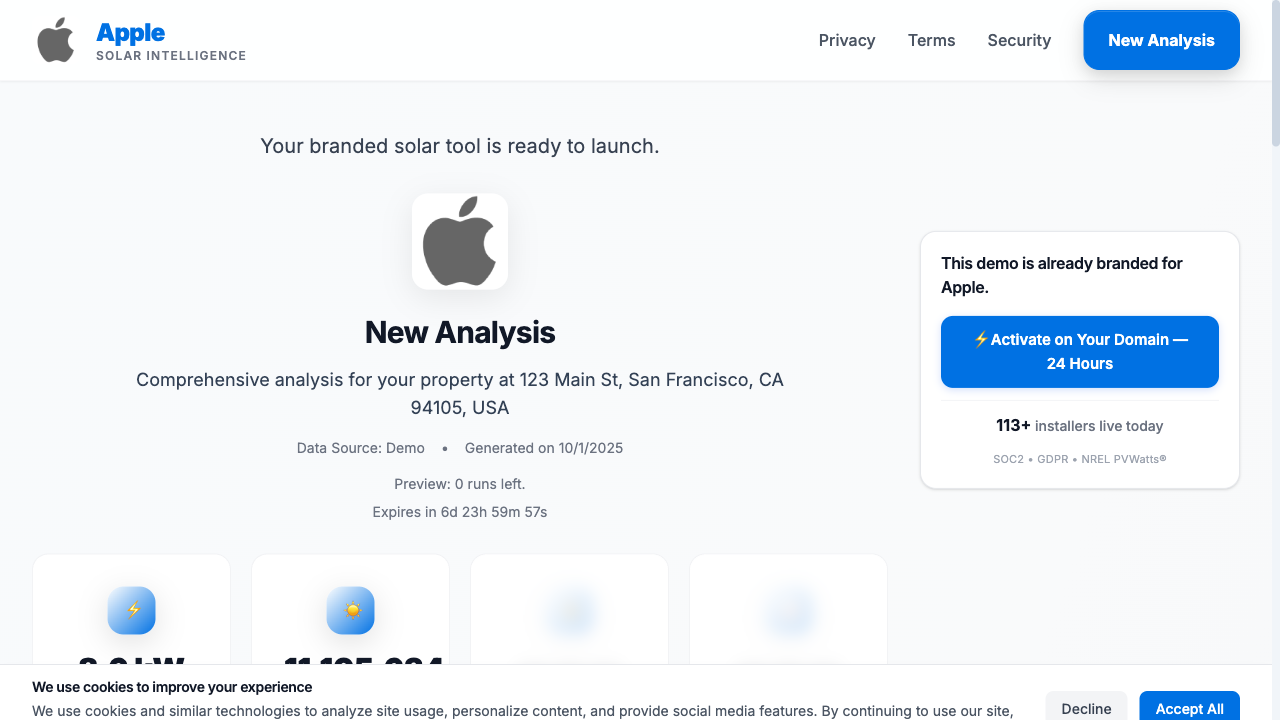 Apple
SOLAR INTELLIGENCE
Privacy
Terms
Security
New Analysis
Your branded solar tool is ready to launch.
New Analysis
Comprehensive analysis for your property at 123 Main St, San Francisco, CA
94105, USA
Data Source: Demo • Generated on 10/1/2025
Preview: 0 runs left.
Expires in 6d 23h 59m 57s
This demo is already branded for
Apple.
⚡Activate on Your Domain —
24 Hours
113+ installers live today
SOC2 • GDPR • NREL PVWatts®
We use cookies to improve your experience
We use cookies and similar technologies to analyze site usage, personalize content, and provide social media features. By continuing to use our site,
Decline
Accept All